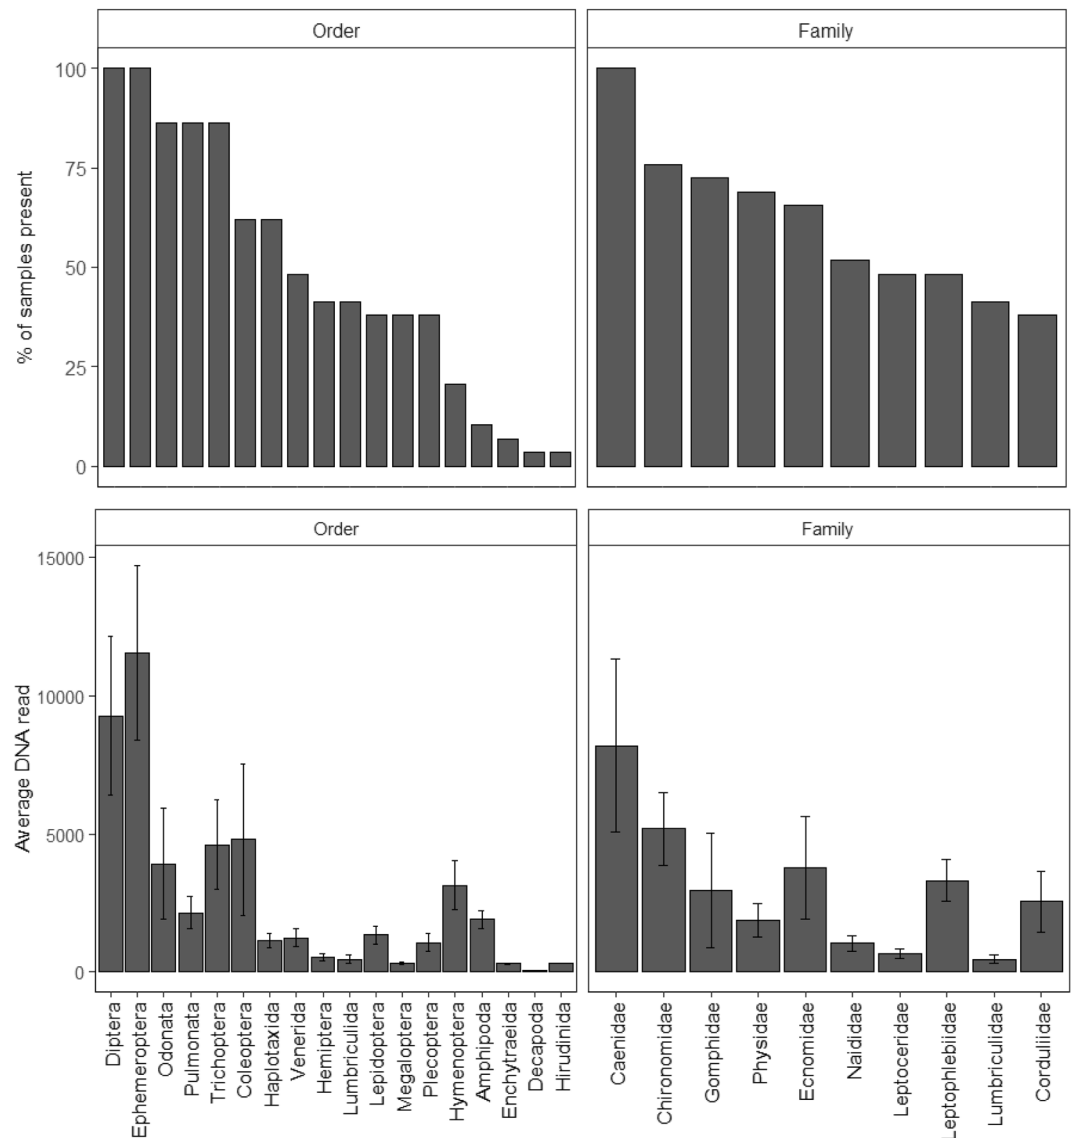 Order
Family
% of samples present
100
75
50
25
0
Order
Family
Average DNA read
15000
10000
5000
0
Diptera
Ephemeroptera
Odonata
Pulmonata
Trichoptera
Coleoptera
Haplotaxida
Venerida
Hemiptera
Lumbriculida
Lepidoptera
Megaloptera
Plecoptera
Hymenoptera
Amphipoda
Enchytraeida
Decapoda
Hirudinida
Caenidae
Chironomidae
Gomphidae
Physidae
Ecnomidae
Naididae
Leptoceridae
Leptophlebiidae
Lumbriculidae
Corduliidae